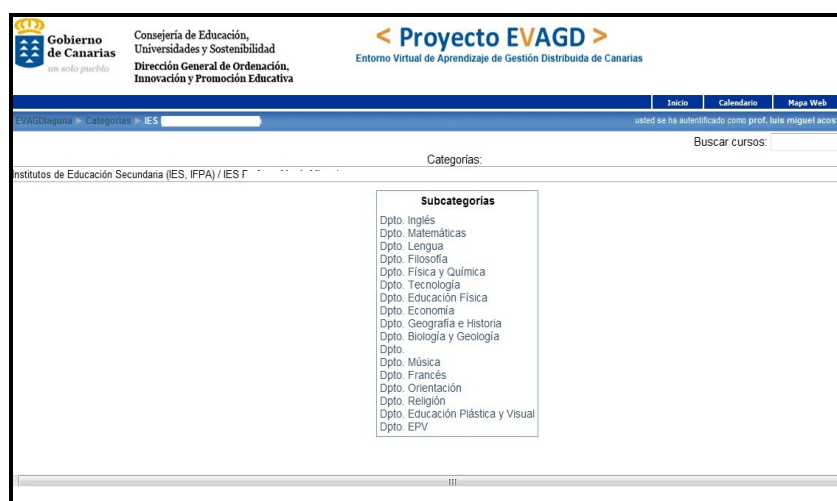 Gobierno
de Canarias
un solo pueblo
Consejería de Educación,
Universidades y Sostenibilidad
Dirección General de Ordenación,
Innovación y Promoción Educativa
< Proyecto EVAGD >
Entorno Virtual de Aprendizaje de Gestión Distribuida de Canarias
Inicio Calendario Mapa Web
EVAGDlaguna ► Categorías ► IES
usted se ha autentificado como prof. luis miguel acos
Buscar cursos:
Categorías:
Institutos de Educación Secundaria (IES, IFPA) / IES
Subcategorías
Dpto. Inglés
Dpto. Matemáticas
Dpto. Lengua
Dpto. Filosofía
Dpto. Física y Química
Dpto. Tecnología
Dpto. Educación Física
Dpto. Economía
Dpto. Geografía e Historia
Dpto. Biología y Geología
Dpto.
Dpto. Música
Dpto. Francés
Dpto. Orientación
Dpto. Religión
Dpto. Educación Plástica y Visual
Dpto. EPV